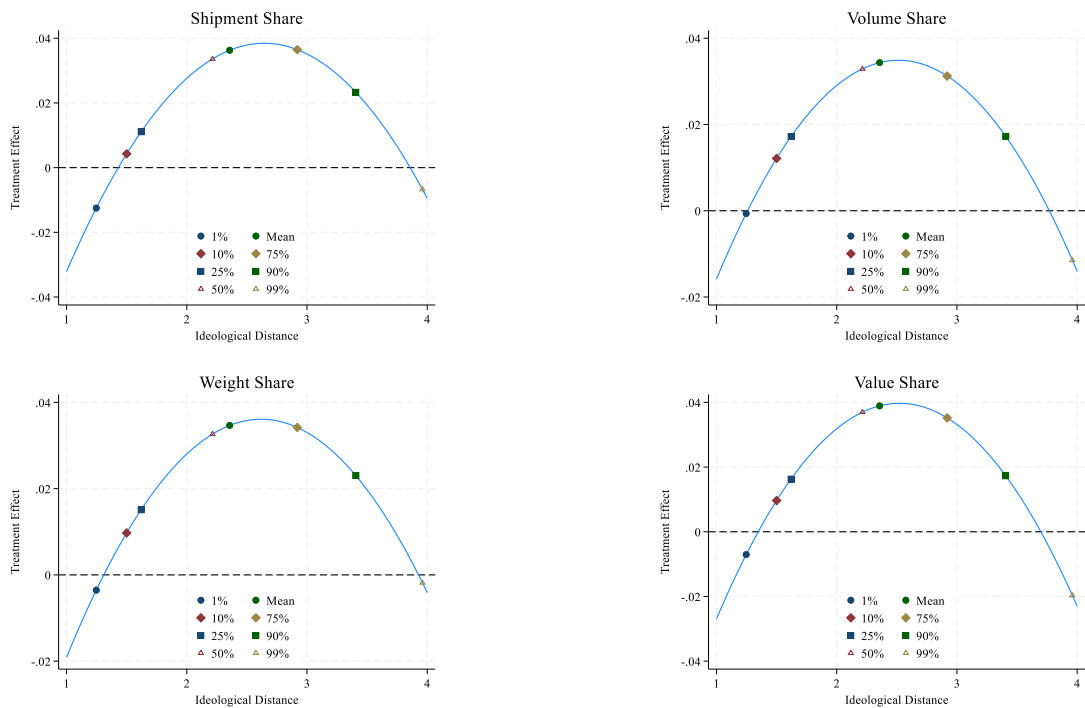 Shipment Share
Treatment Effect
.04
.02
0
-.02
-.04
1% Mean
10% 75%
25% 90%
50% 99%
1 2 3 4
Ideological Distance
Volume Share
Treatment Effect
.04
.02
0
-.02
1% Mean
10% 75%
25% 90%
50% 99%
1 2 3 4
Ideological Distance
Weight Share
Treatment Effect
.04
.02
0
-.02
1% Mean
10% 75%
25% 90%
50% 99%
1 2 3 4
Ideological Distance
Value Share
Treatment Effect
.04
.02
0
-.02
-.04
1% Mean
10% 75%
25% 90%
50% 99%
1 2 3 4
Ideological Distance